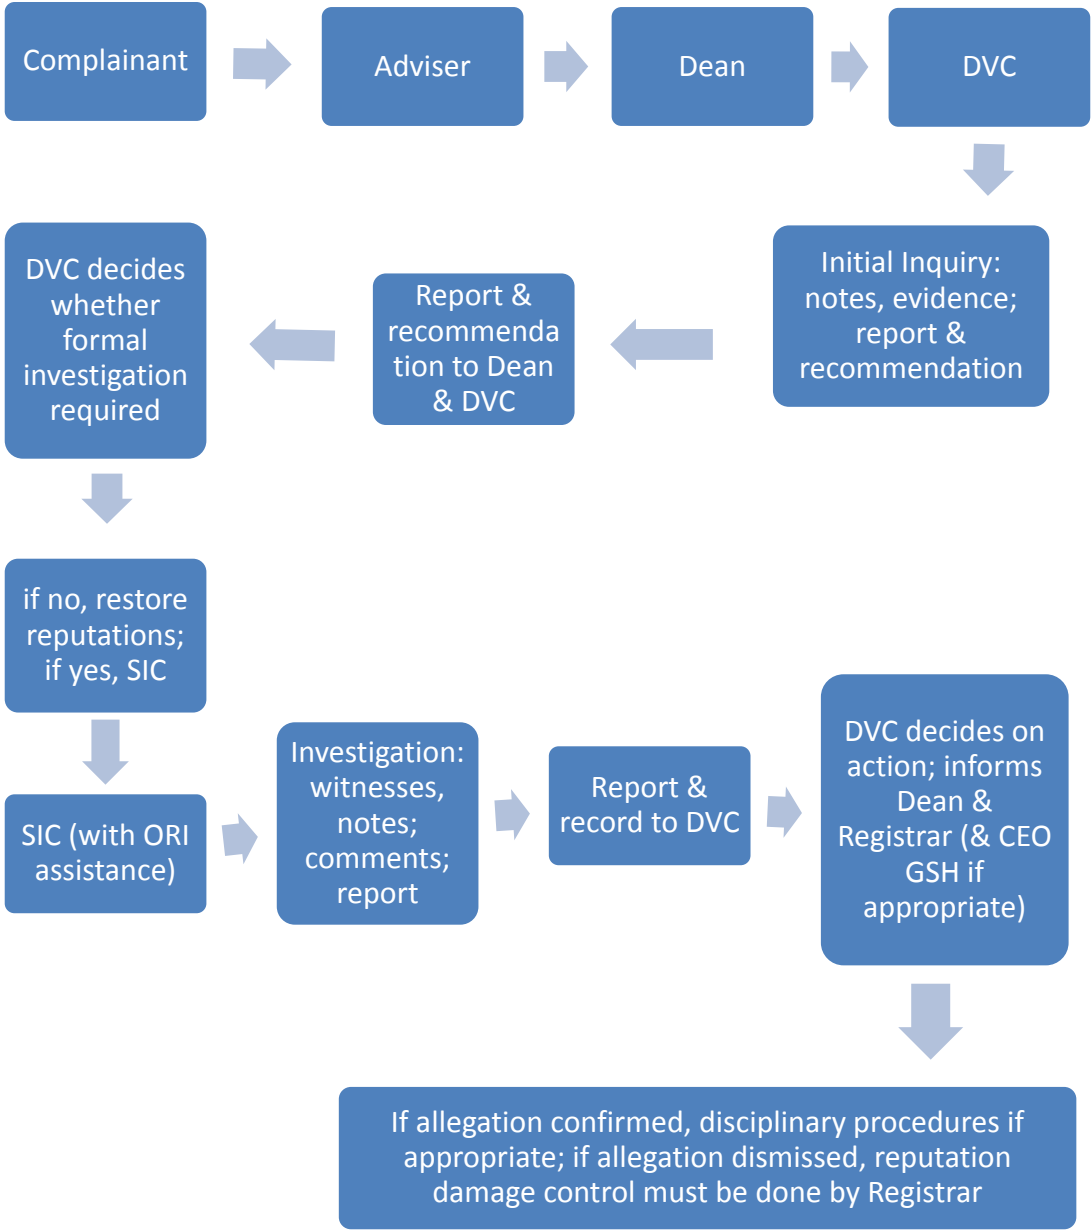 Complainant
Adviser
Dean
DVC
Initial Inquiry:
notes, evidence;
report &
recommendation
Report &
recommenda
tion to Dean
& DVC
DVC decides
whether
formal
investigation
required
if no, restore
reputations;
if yes, SIC
SIC (with ORI
assistance)
Investigation:
witnesses,
notes;
comments;
report
Report &
record to DVC
DVC decides on
action; informs
Dean &
Registrar (& CEO
GSH if
appropriate)
If allegation confirmed, disciplinary procedures if
appropriate; if allegation dismissed, reputation
damage control must be done by Registrar